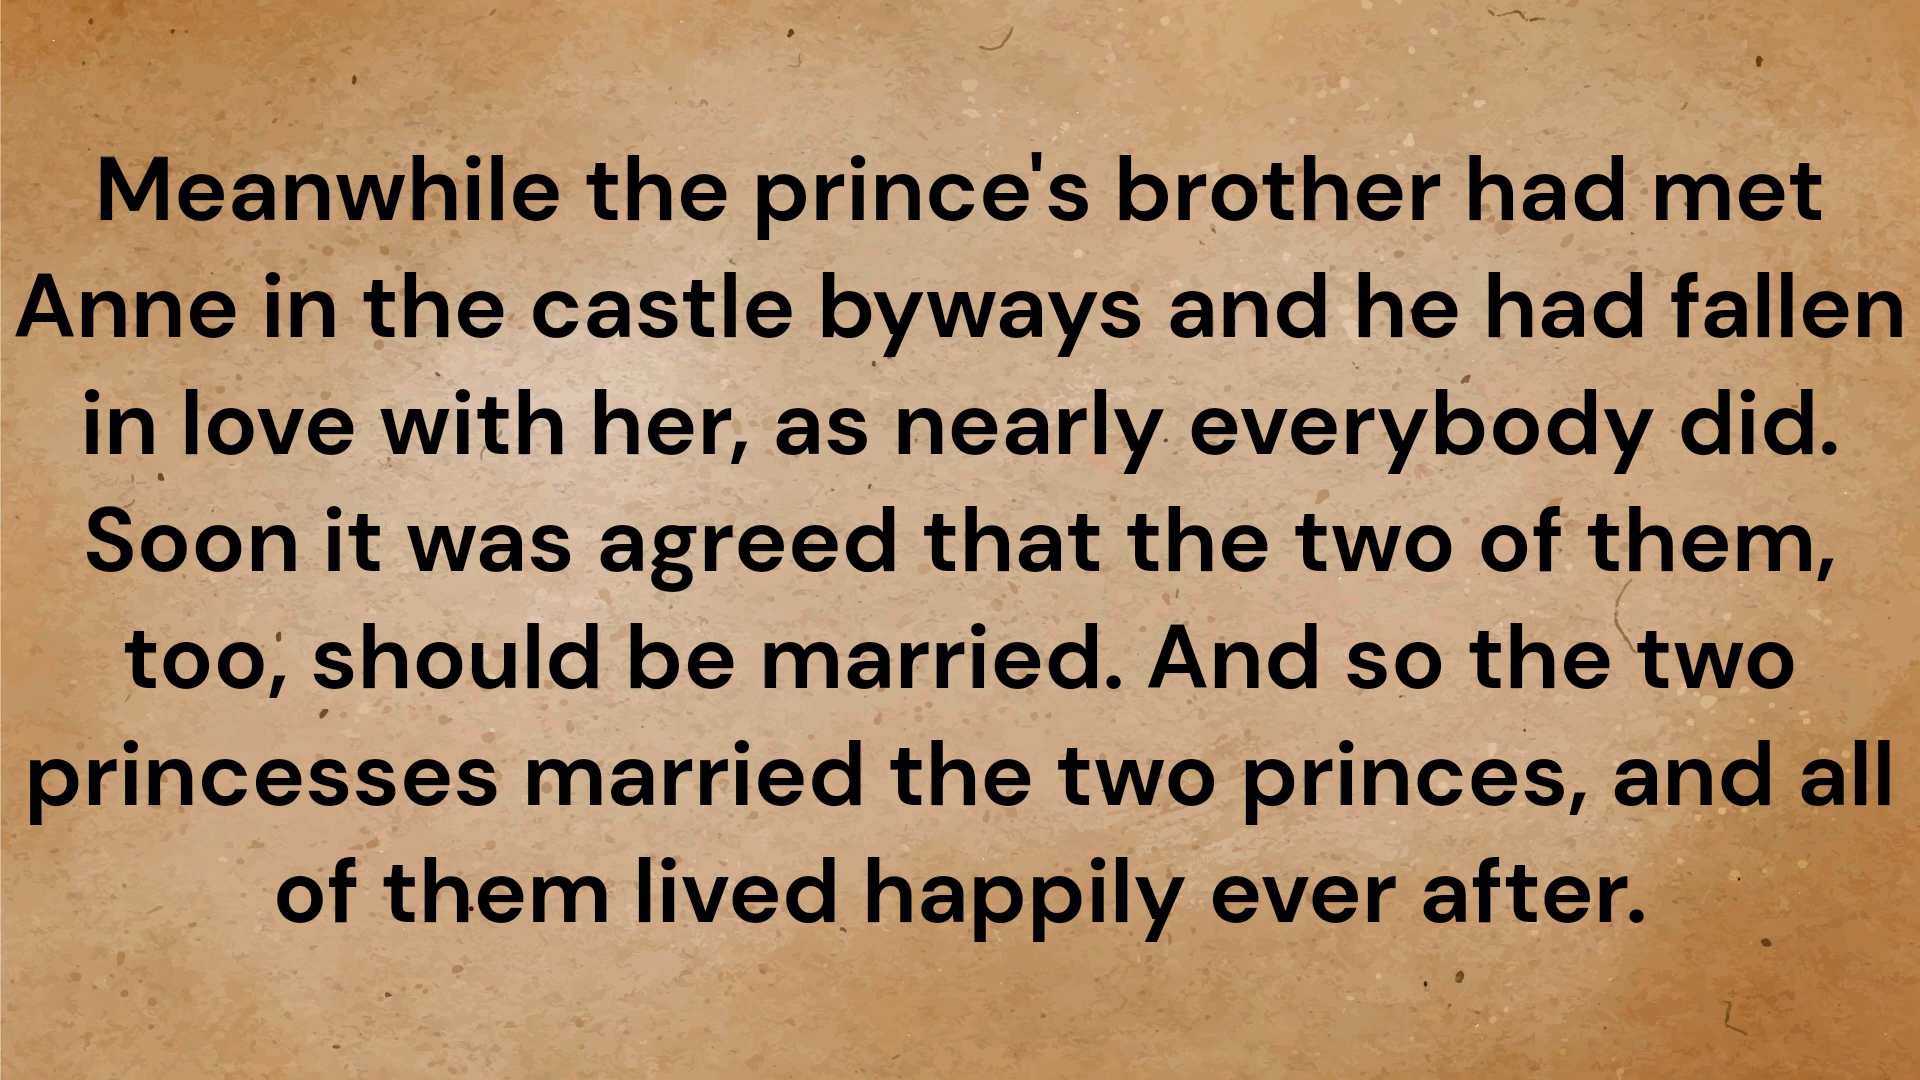 Meanwhile the prince's brother had met
Anne in the castle byways and he had fallen
in love with her, as nearly everybody did.
Soon it was agreed that the two of them,
too, should be married. And so the two
princesses married the two princes, and all
of them lived happily ever after.